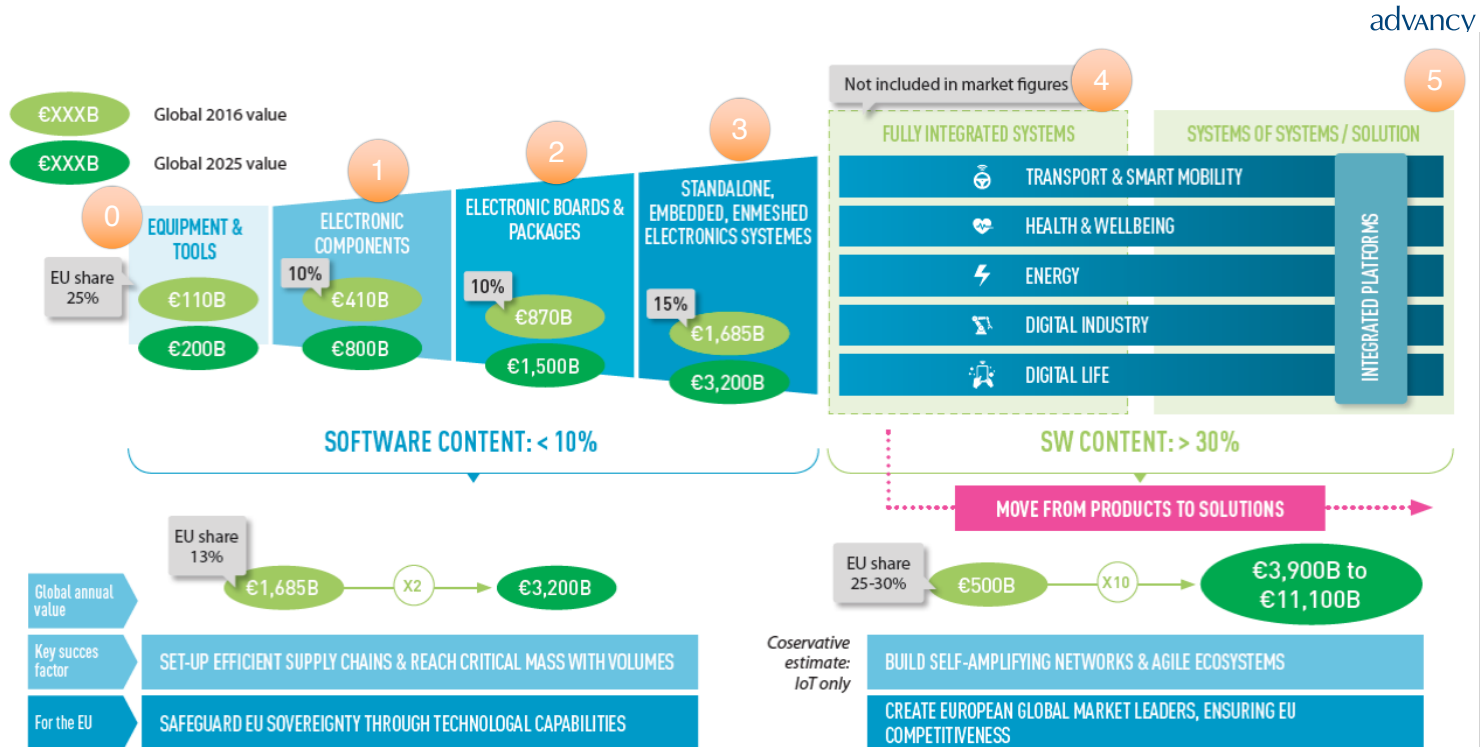 advancy
€XXXB Global 2016 value
€XXXB Global 2025 value
0
EQUIPMENT &
TOOLS
EU share
25%
€110B
€200B
1
ELECTRONIC
COMPONENTS
10%
€410B
€800B
2
ELECTRONIC BOARDS &
PACKAGES
10%
€870B
€1,500B
3
STANDALONE,
EMBEDDED, ENMESHED
ELECTRONICS SYSTEMES
15%
€1,685B
€3,200B
Not included in market figures
4
5
FULLY INTEGRATED SYSTEMS
SYSTEMS OF SYSTEMS / SOLUTION
TRANSPORT & SMART MOBILITY
HEALTH & WELLBEING
ENERGY
DIGITAL INDUSTRY
DIGITAL LIFE
INTEGRATED PLATFORMS
SOFTWARE CONTENT: < 10%
SW CONTENT: > 30%
MOVE FROM PRODUCTS TO SOLUTIONS
Global annual
value
EU share
13%
€1,685B
X2
€3,200B
EU share
25-30%
€500B
X10
€3,900B to
€11,100B
Coservative
estimate:
IoT only
Key succes
factor
SET-UP EFFICIENT SUPPLY CHAINS & REACH CRITICAL MASS WITH VOLUMES
BUILD SELF-AMPLIFYING NETWORKS & AGILE ECOSYSTEMS
For the EU
SAFEGUARD EU SOVEREIGNTY THROUGH TECHNOLOGAL CAPABILITIES
CREATE EUROPEAN GLOBAL MARKET LEADERS, ENSURING EU
COMPETITIVENESS